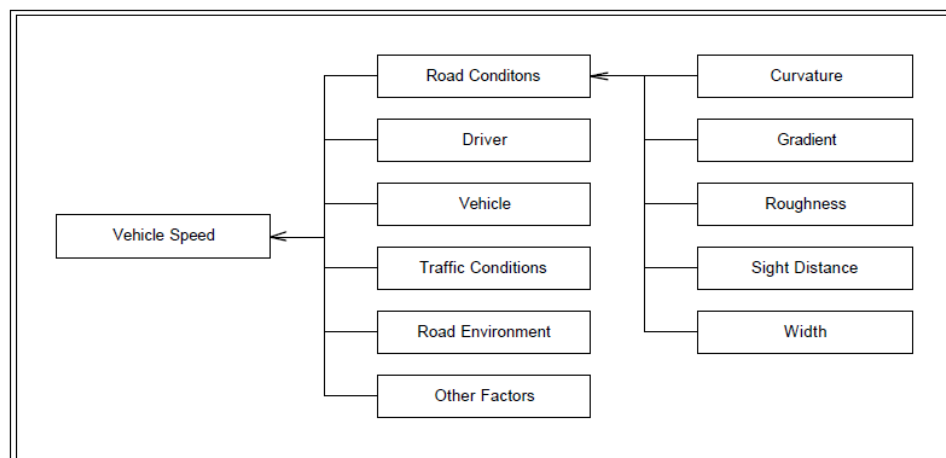 Road Conditons
Curvature
Driver
Gradient
Vehicle
Roughness
Vehicle Speed
Traffic Conditions
Sight Distance
Road Environment
Width
Other Factors